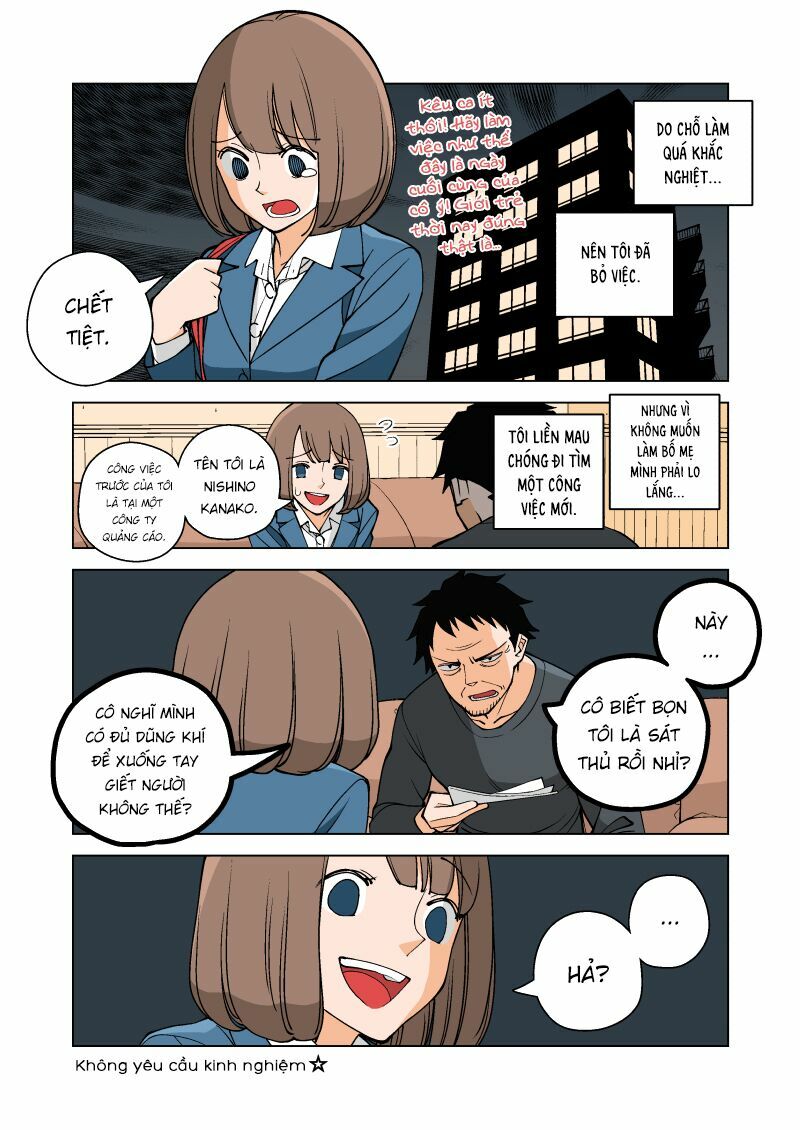 DO CHỖ LÀM
QUÁ KHẮC
NGHIỆT...
NÊN TÔI ĐÃ
BỎ VIỆC.
Kêu ca ít
thôi! Hãy làm
việc như thể
đây là ngày
cuối cùng của
cô ý! Giới trẻ
thời nay đúng
thật là...
CHẾT
TIỆT.
NHƯNG VÌ
KHÔNG MUỐN
LÀM BỐ MẸ
MÌNH PHẢI LO
LẮNG...
TÔI LIỀN MAU
CHÓNG ĐI TÌM
MỘT CÔNG
VIỆC MỚI.
TÊN TÔI LÀ
NISHINO
KANAKO.
CÔNG VIỆC
TRƯỚC CỦA TÔI
LÀ TẠI MỘT
CÔNG TY
QUẢNG CÁO.
NÀY
...
CÔ BIẾT BỌN
TÔI LÀ SÁT
THỦ RỒI NHỈ?
CÔ NGHĨ MÌNH
CÓ ĐỦ DŨNG KHÍ
ĐỂ XUỐNG TAY
GIẾT NGƯỜI
KHÔNG THẾ?
...
HẢ?
Không yêu cầu kinh nghiệm☆